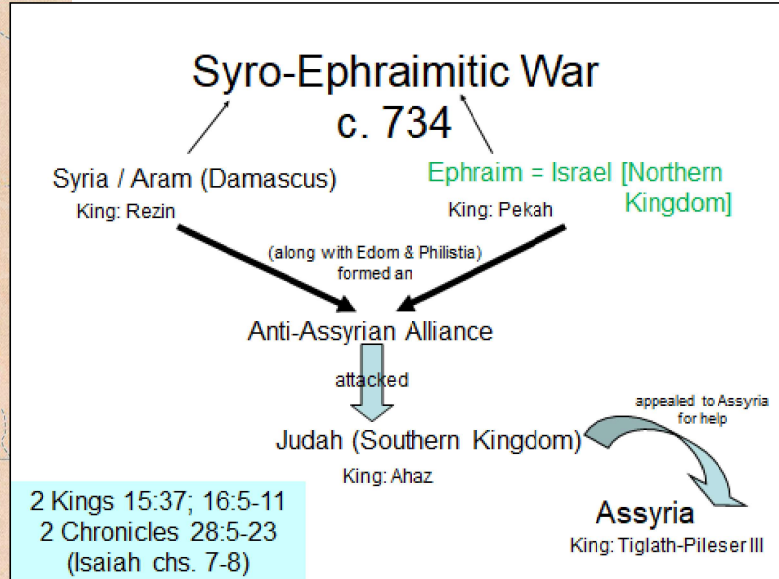 Syro-Ephraimitic War
c. 734
Syria / Aram (Damascus)
King: Rezin
Ephraim = Israel [Northern
Kingdom]
King: Pekah
(along with Edom & Philistia)
formed an
Anti-Assyrian Alliance
attacked
Judah (Southern Kingdom)
King: Ahaz
appealed to Assyria
for help
Assyria
King: Tiglath-Pileser III
2 Kings 15:37; 16:5-11
2 Chronicles 28:5-23
(Isaiah chs. 7-8)